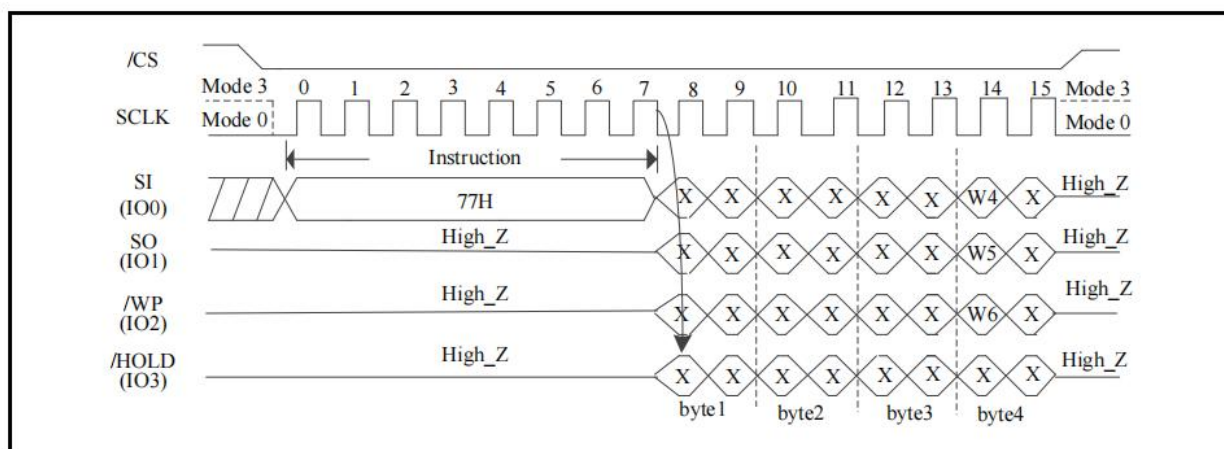 /CS
Mode 3 0 1 2 3 4 5 6 7 8 9 10 11 12 13 14 15 Mode 3
SCLK
Mode 0 Mode 0
Instruction
SI
(IO0)
77H X X X X X X W4 X High_Z
SO
(IO1)
High_Z X X X X X X W5 X High_Z
/WP
(IO2)
High_Z X X X X X X W6 X High_Z
/HOLD
(IO3)
High_Z X X X X X X X X High_Z
byte1 byte2 byte3 byte4